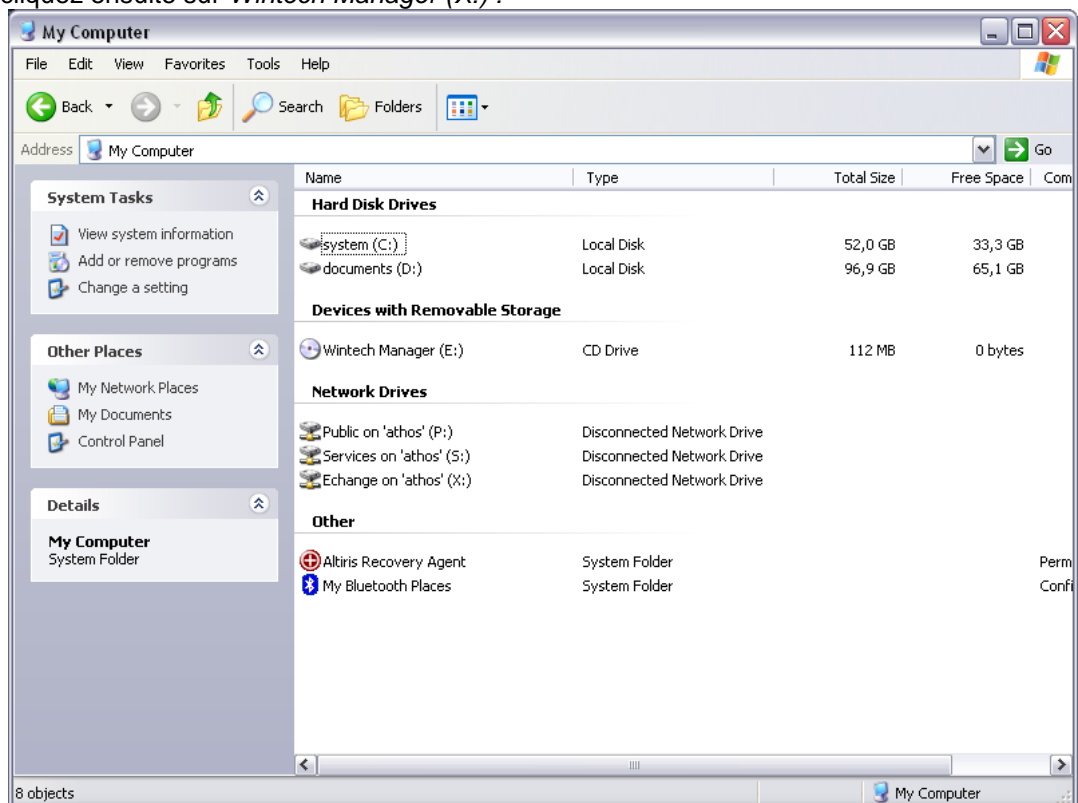 cliquez ensuite sur Wintech Manager (X:) :
My Computer
File Edit View Favorites Tools Help
Back Search Folders
Address My Computer Go
Name Type Total Size Free Space Com
System Tasks
Hard Disk Drives
View system information
system (C:) Local Disk 52,0 GB 33,3 GB
Add or remove programs
documents (D:) Local Disk 96,9 GB 65,1 GB
Change a setting
Devices with Removable Storage
Other Places
Wintech Manager (E:) CD Drive 112 MB 0 bytes
My Network Places
Network Drives
My Documents
Public on 'athos' (P:) Disconnected Network Drive
Control Panel
Services on 'athos' (S:) Disconnected Network Drive
Echange on 'athos' (X:) Disconnected Network Drive
Details
Other
My Computer
System Folder
Altiris Recovery Agent System Folder Perm
My Bluetooth Places System Folder Confi
8 objects My Computer